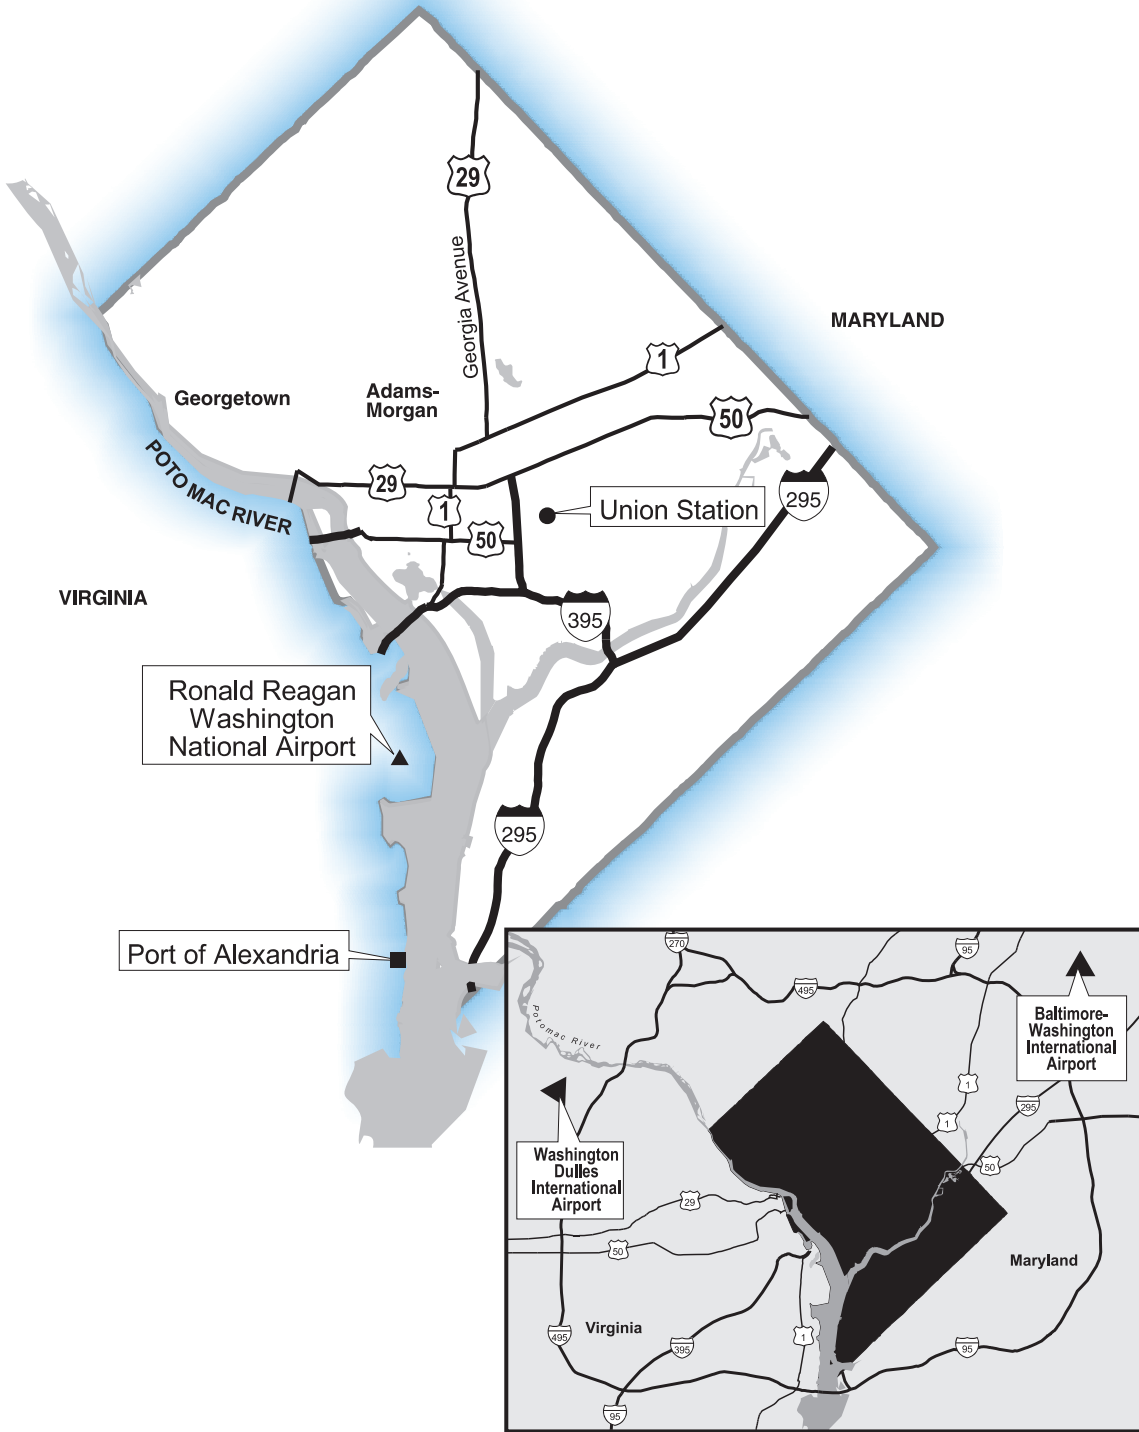 29
Georgia Avenue
MARYLAND
1
Georgetown
Adams-
Morgan
50
POTOMAC RIVER
29
1
295
Union Station
50
VIRGINIA
395
Ronald Reagan
Washington
National Airport
295
Port of Alexandria
270
95
495
Potomac River
Baltimore-
Washington
International
Airport
1
295
1
Washington
Dulles
International
Airport
50
29
50
Maryland
Virginia
495
395
1
95
95